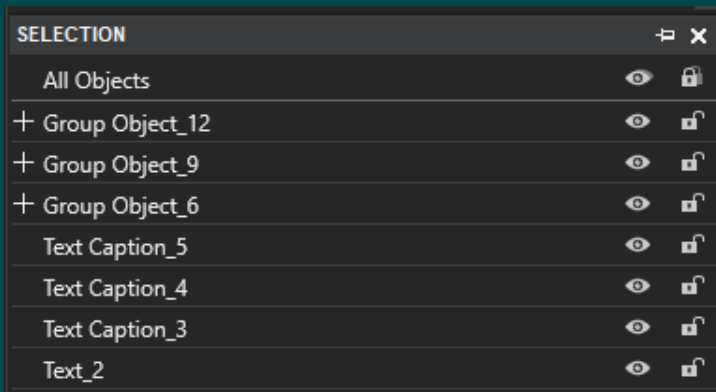 SELECTION
All Objects
Group Object_12
Group Object_9
Group Object_6
Text Caption_5
Text Caption_4
Text Caption_3
Text_2